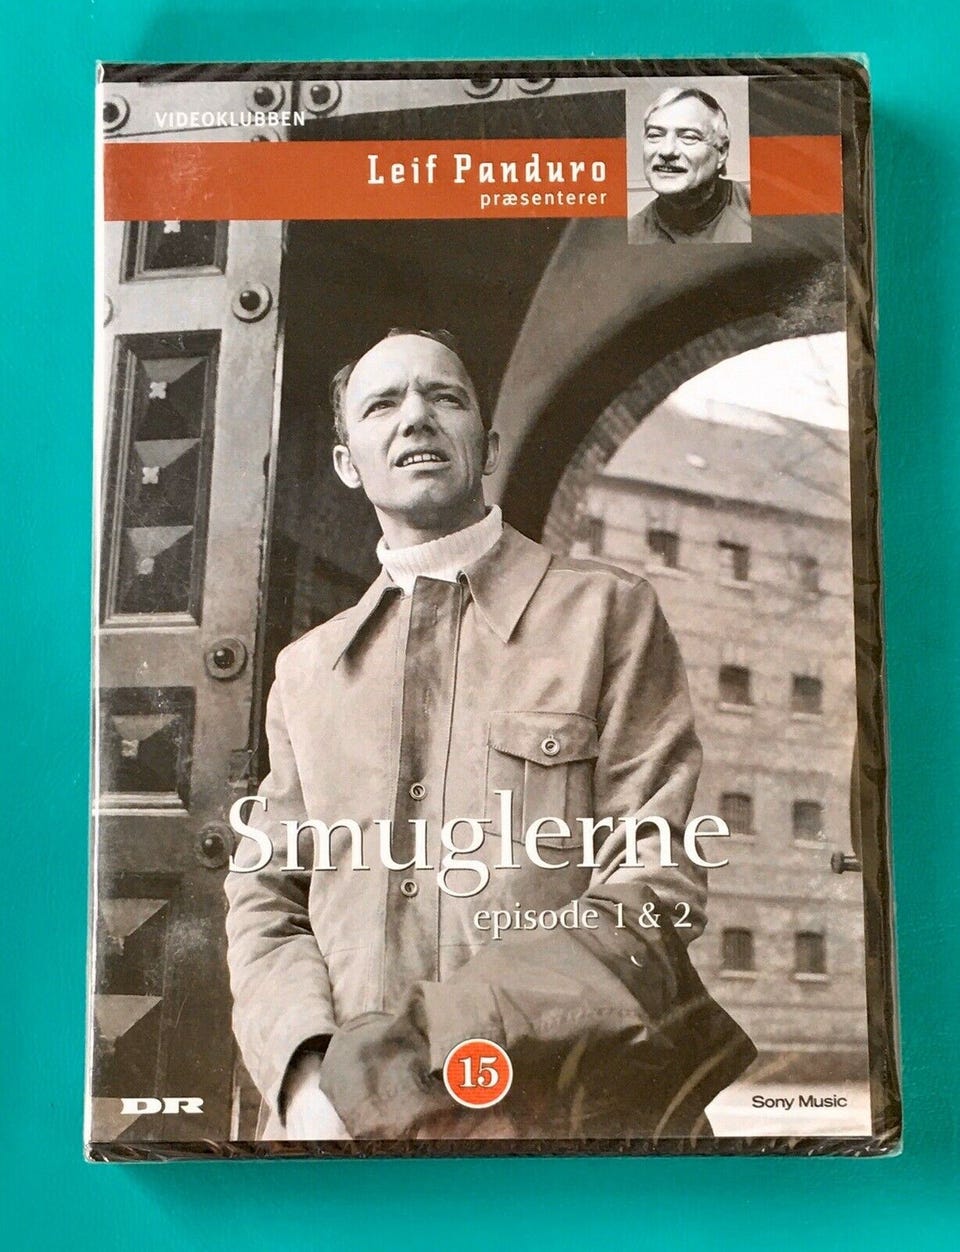 VIDEOKLUBBEN
Leif Panduro
præsenterer
Smuglerne
episode 1 & 2
15
DR
Sony Music